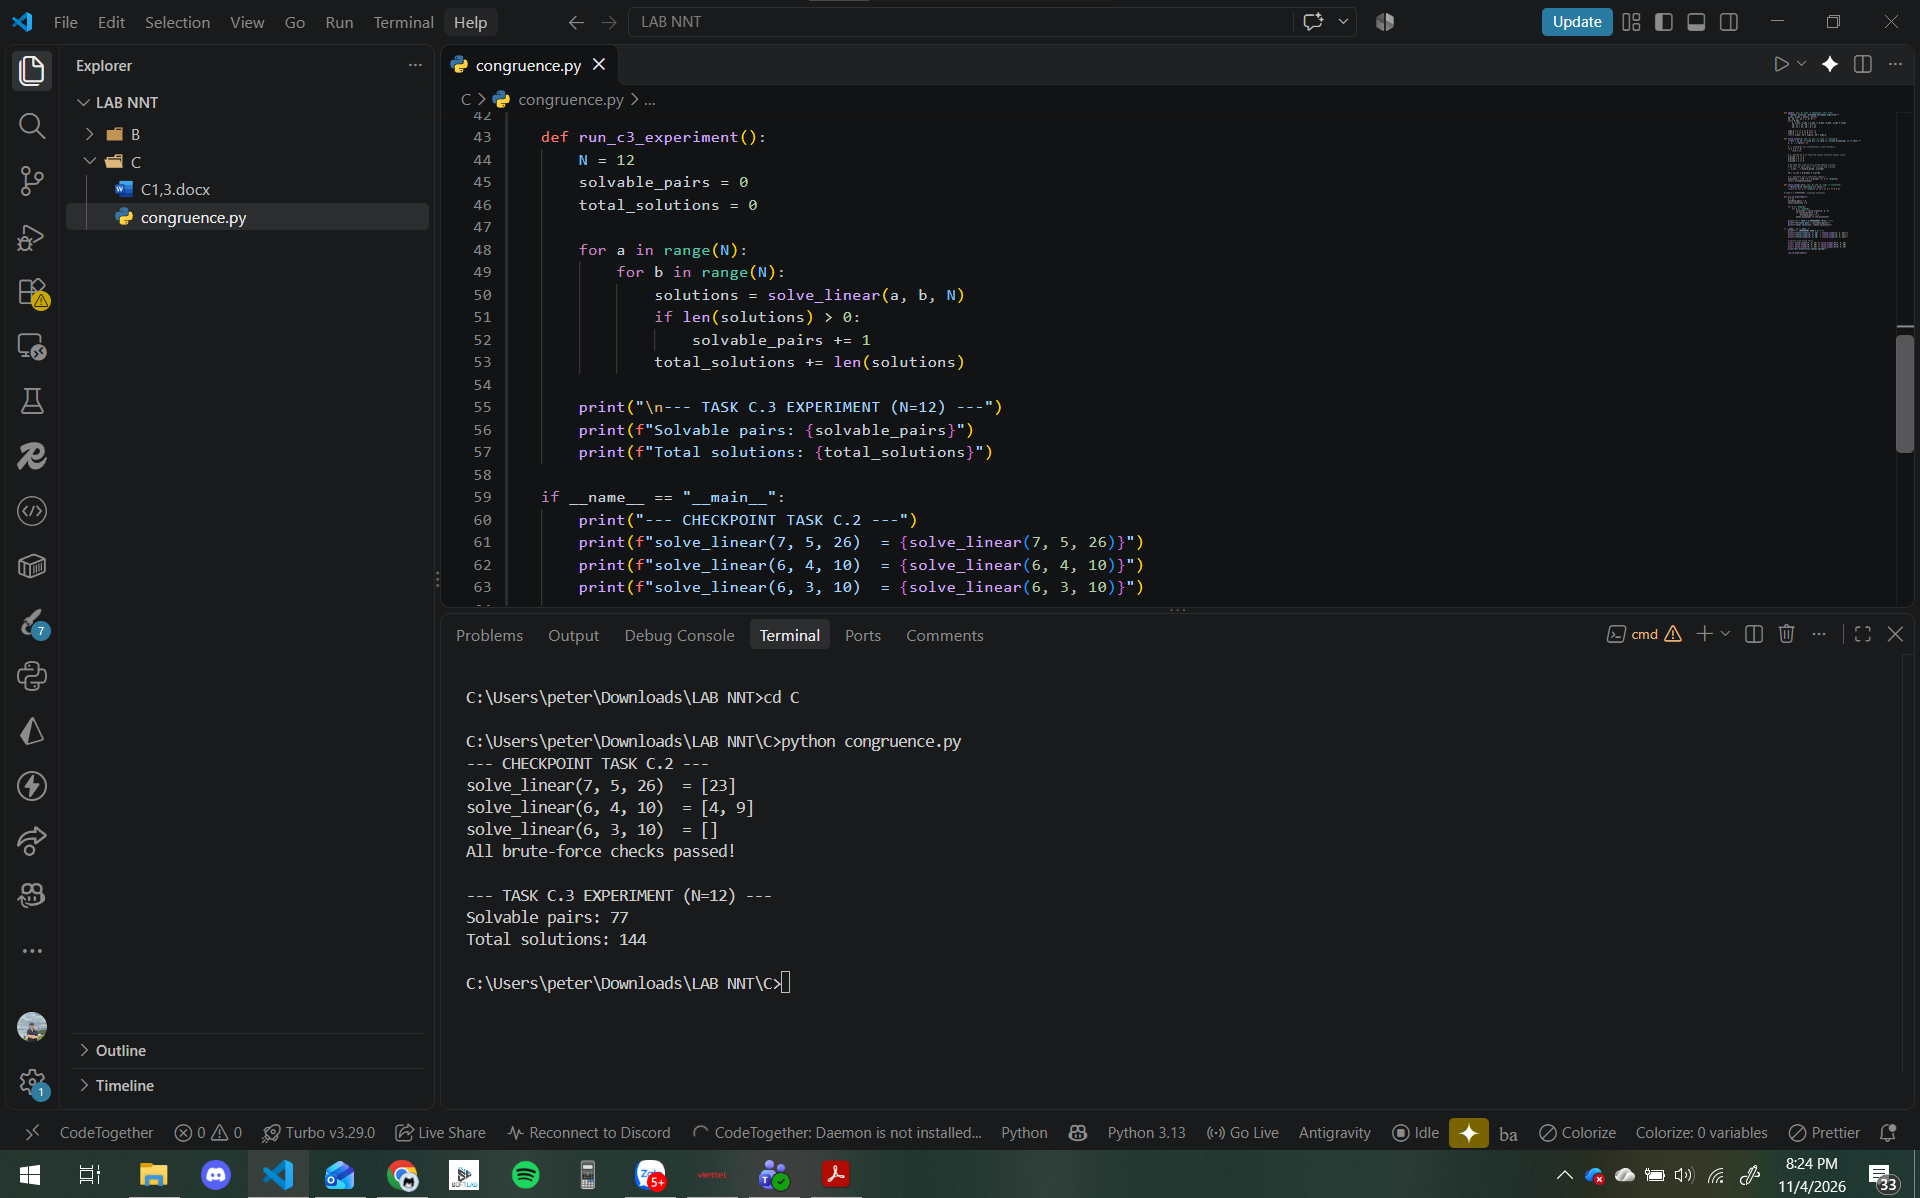 File Edit Selection View Go Run Terminal Help
LAB NNT
Update
Explorer
LAB NNT
B
C
C1,3.docx
congruence.py
Outline
Timeline
congruence.py
C > congruence.py > ...
42
43 def run_c3_experiment():
44 N = 12
45 solvable_pairs = 0
46 total_solutions = 0
47
48 for a in range(N):
49 for b in range(N):
50 solutions = solve_linear(a, b, N)
51 if len(solutions) > 0:
52 solvable_pairs += 1
53 total_solutions += len(solutions)
54
55 print("\n--- TASK C.3 EXPERIMENT (N=12) ---")
56 print(f"Solvable pairs: {solvable_pairs}")
57 print(f"Total solutions: {total_solutions}")
58
59 if __name__ == "__main__":
60 print("--- CHECKPOINT TASK C.2 ---")
61 print(f"solve_linear(7, 5, 26)  = {solve_linear(7, 5, 26)}")
62 print(f"solve_linear(6, 4, 10)  = {solve_linear(6, 4, 10)}")
63 print(f"solve_linear(6, 3, 10)  = {solve_linear(6, 3, 10)}")
Problems Output Debug Console Terminal Ports Comments
cmd
C:\Users\peter\Downloads\LAB NNT>cd C
C:\Users\peter\Downloads\LAB NNT\C>python congruence.py
--- CHECKPOINT TASK C.2 ---
solve_linear(7, 5, 26)  = [23]
solve_linear(6, 4, 10)  = [4, 9]
solve_linear(6, 3, 10)  = []
All brute-force checks passed!
--- TASK C.3 EXPERIMENT (N=12) ---
Solvable pairs: 77
Total solutions: 144
C:\Users\peter\Downloads\LAB NNT\C>
7
1
CodeTogether 0 0 Turbo v3.29.0 Live Share Reconnect to Discord CodeTogether: Daemon is not installed... Python Python 3.13 Go Live Antigravity Idle ba Colorize Colorize: 0 variables Prettier
5+
viettel
8:24 PM
11/4/2026
33